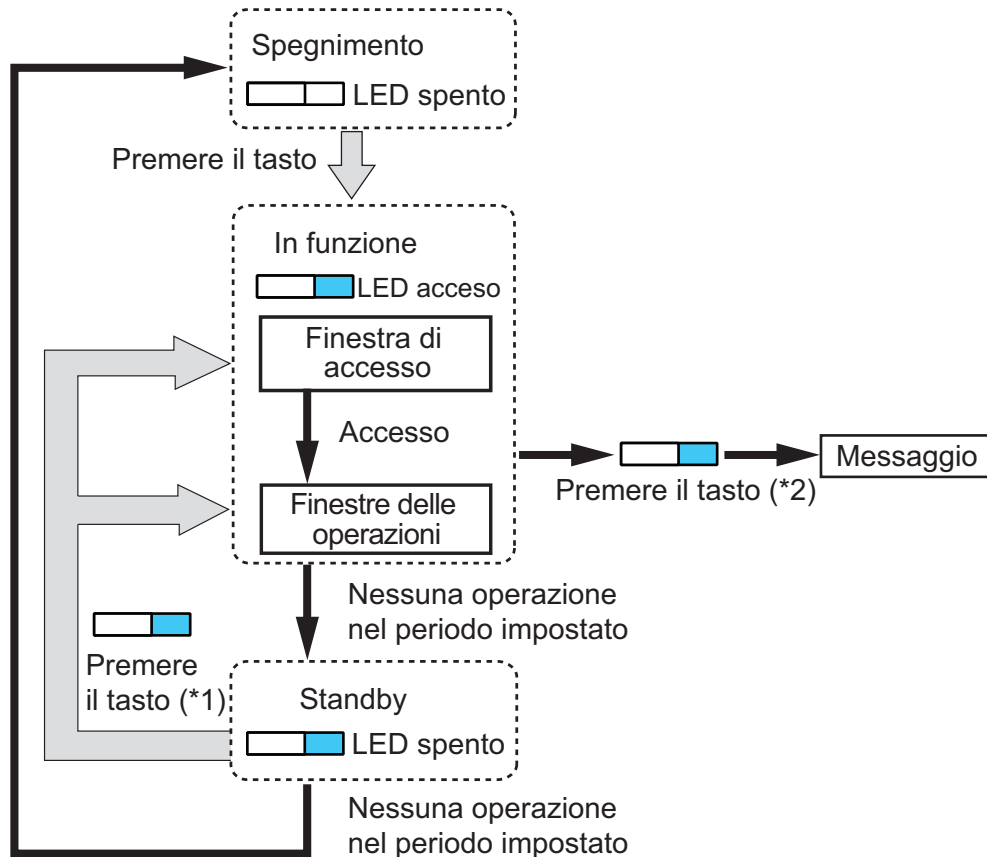 Spegnimento
LED spento
Premere il tasto
In funzione
LED acceso
Finestra di
accesso
Accesso
Finestre delle
operazioni
Premere il tasto (*2)
Messaggio
Nessuna operazione
nel periodo impostato
Premere
il tasto (*1)
Standby
LED spento
Nessuna operazione
nel periodo impostato